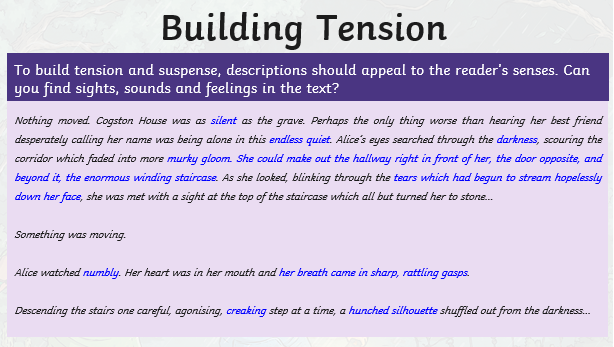 Building Tension
To build tension and suspense, descriptions should appeal to the reader's senses. Can
you find sights, sounds and feelings in the text?
Nothing moved. Cogston House was as silent as the grave. Perhaps the only thing worse than hearing her best friend
desperately calling her name was being alone in this endless quiet. Alice's eyes searched through the darkness, scouring the
corridor which faded into more murky gloom. She could make out the hallway right in front of her, the door opposite, and
beyond it, the enormous winding staircase. As she looked, blinking through the tears which had begun to stream hopelessly
down her face, she was met with a sight at the top of the staircase which all but turned her to stone...
Something was moving.
Alice watched numbly. Her heart was in her mouth and her breath came in sharp, rattling gasps.
Descending the stairs one careful, agonising, creaking step at a time, a hunched silhouette shuffled out from the darkness...